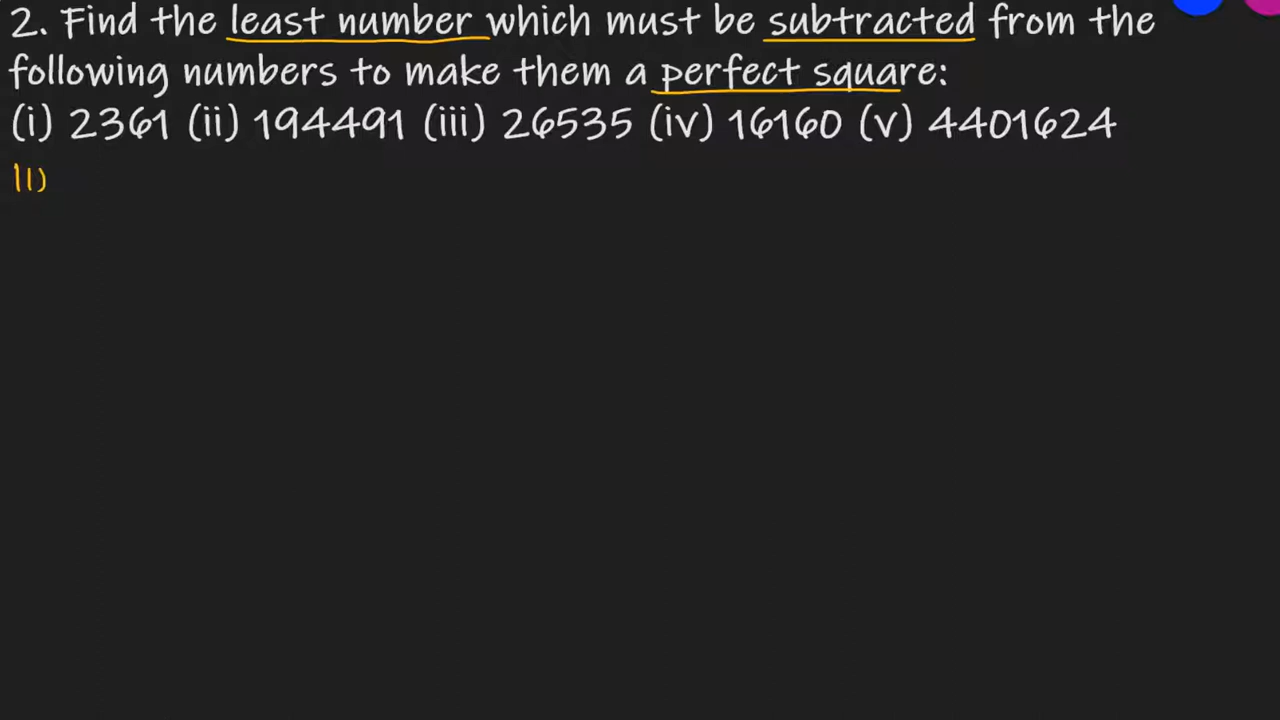 2. Find the least number which must be subtracted from the
following numbers to make them a perfect square:
(i) 2361 (ii) 194491 (iii) 26535 (iv) 16160 (v) 4401624
11)